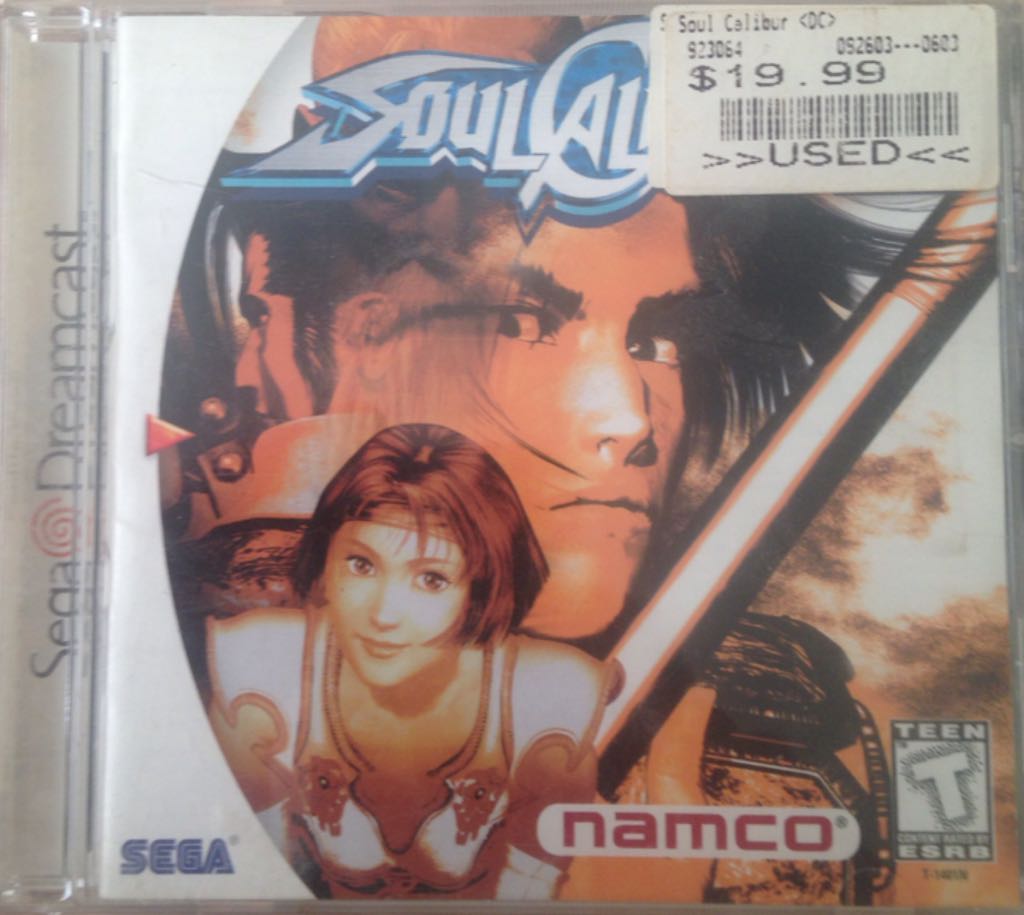 Soul Calibur <DC>
923064 092603---0603
$19.99
>>USED<<
SOULCAL
Sega Dreamcast
TEEN
T
CONTENT RATED BY
ESRB
T-1401N
namco®
SEGA®